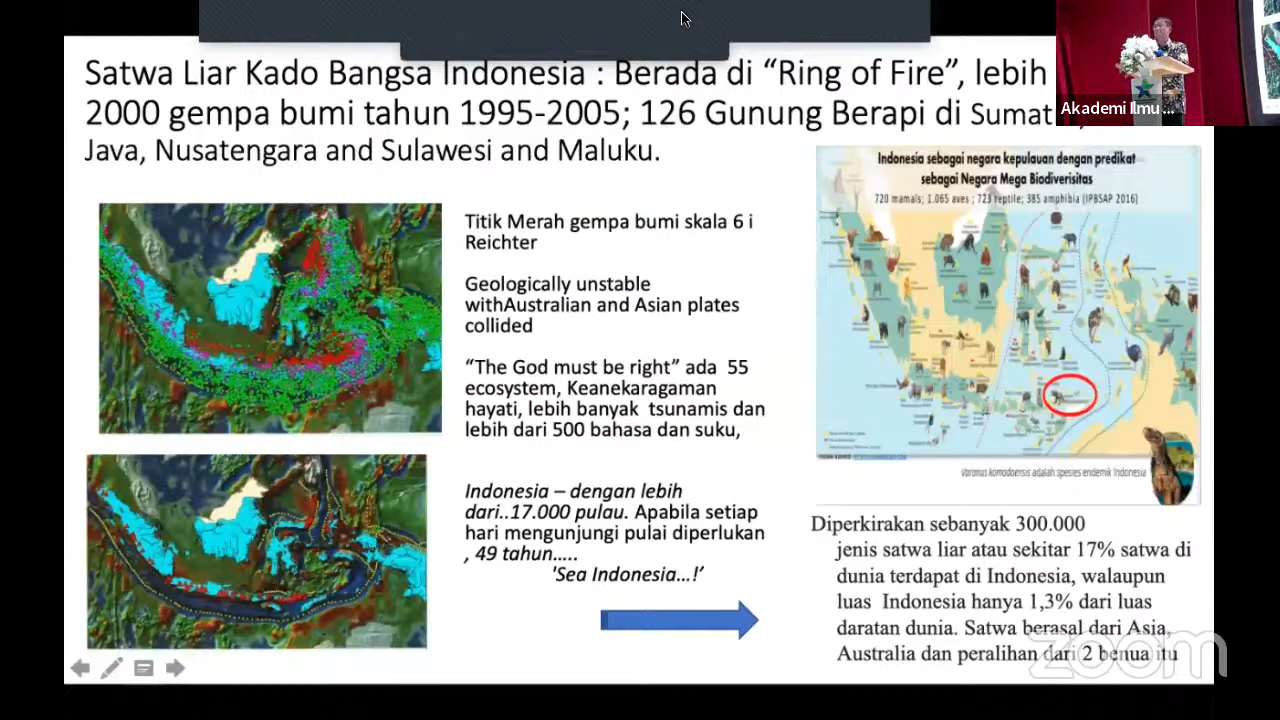 Satwa Liar Kado Bangsa Indonesia : Berada di “Ring of Fire”, lebih
2000 gempa bumi tahun 1995-2005; 126 Gunung Berapi di Sumat
Java, Nusatengara and Sulawesi and Maluku.
Akademi Ilmu ...
Titik Merah gempa bumi skala 6 i
Reichter
Geologically unstable
withAustralian and Asian plates
collided
“The God must be right” ada 55
ecosystem, Keanekaragaman
hayati, lebih banyak tsunamis dan
lebih dari 500 bahasa dan suku,
Indonesia – dengan lebih
dari..17.000 pulau. Apabila setiap
hari mengunjungi pulai diperlukan
, 49 tahun…..
'Sea Indonesia…!’
Indonesia sebagai negara kepulauan dengan predikat
sebagai Negara Mega Biodiverisitas
720 mamals; 1.065 aves ; 723 reptile; 385 amphibia (IPBSAP 2016)
Varanus komodoensis adalah spesies endemik Indonesia
Diperkirakan sebanyak 300.000
jenis satwa liar atau sekitar 17% satwa di
dunia terdapat di Indonesia, walaupun
luas Indonesia hanya 1,3% dari luas
daratan dunia. Satwa berasal dari Asia,
Australia dan peralihan dari 2 benua itu
zoom